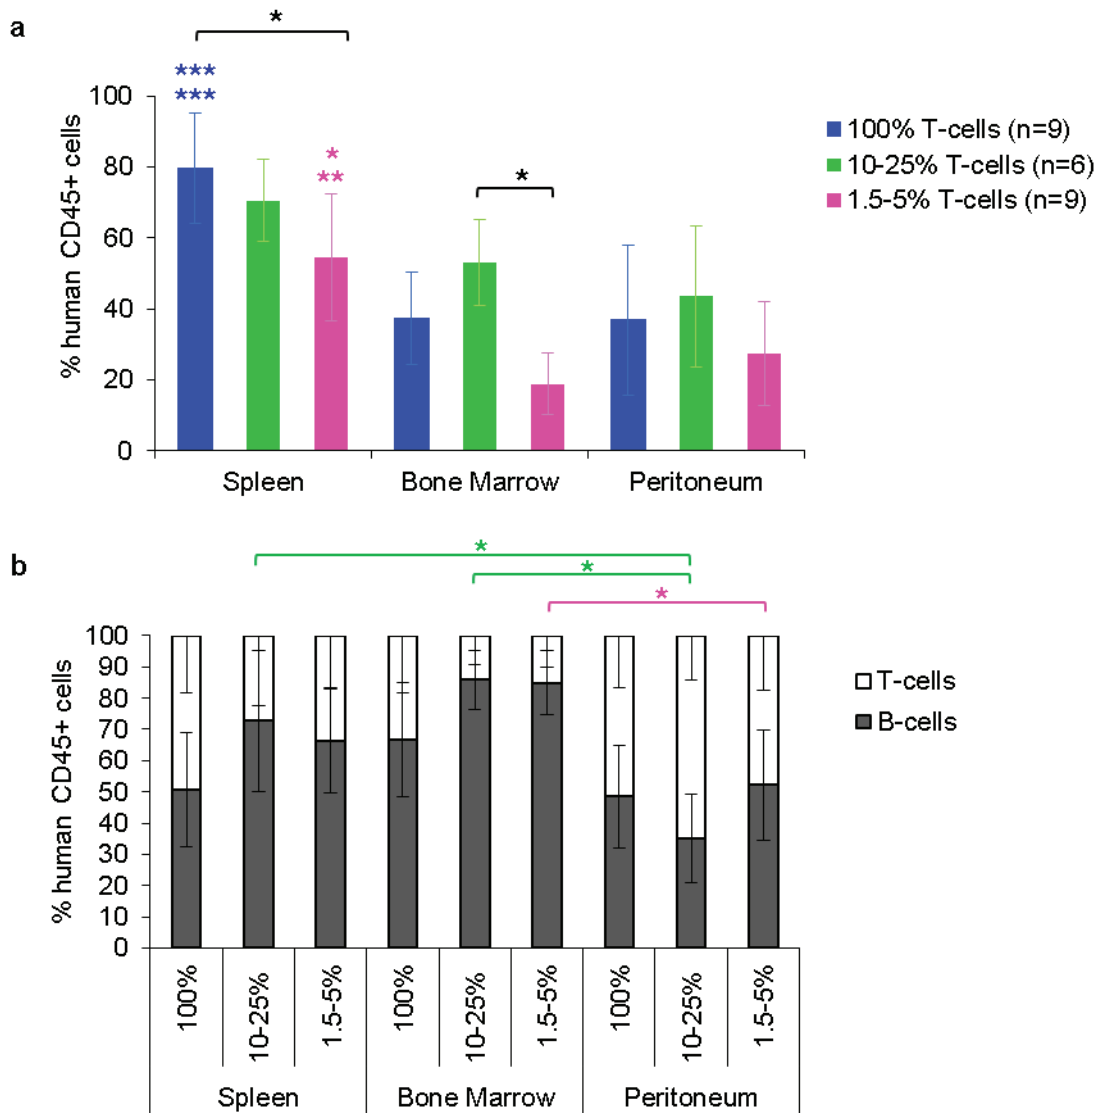 a
*
***
***
*
**
*
% human CD45+ cells
100
80
60
40
20
0
Spleen Bone Marrow Peritoneum
100% T-cells (n=9)
10-25% T-cells (n=6)
1.5-5% T-cells (n=9)
b
*
*
*
% human CD45+ cells
100
90
80
70
60
50
40
30
20
10
0
T-cells
B-cells
100% 10-25% 1.5-5% 100% 10-25% 1.5-5% 100% 10-25% 1.5-5%
Spleen Bone Marrow Peritoneum